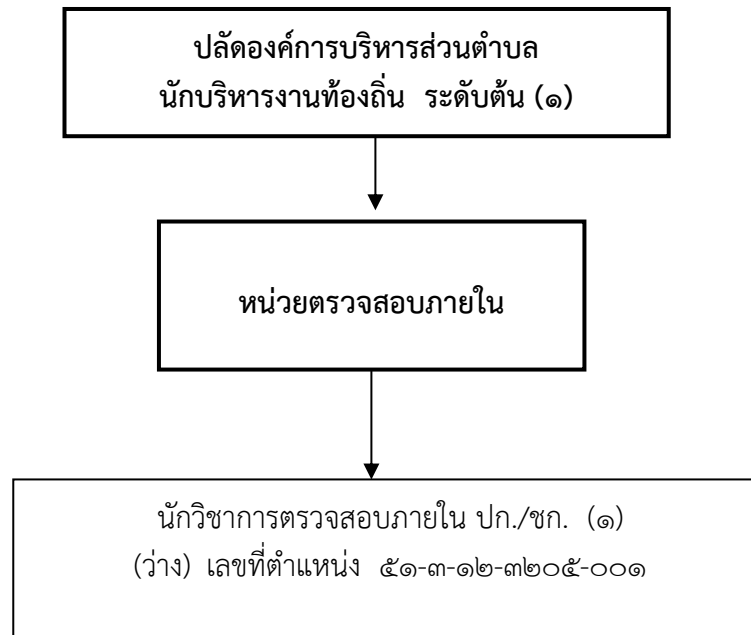 ปลัดองค์การบริหารส่วนตำบล
นักบริหารงานท้องถิ่น ระดับต้น (๑)
หน่วยตรวจสอบภายใน
นักวิชาการตรวจสอบภายใน ปก./ชก. (๑)
(ว่าง) เลขที่ตำแหน่ง ๕๑-๓-๑๒-๓๒๐๕-๐๐๑